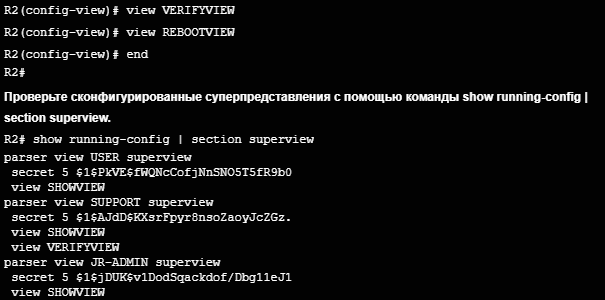 R2(config-view)# view VERIFYVIEW
R2(config-view)# view REBOOTVIEW
R2(config-view)# end
R2#
Проверьте сконфигурированные суперпредставления с помощью команды show running-config |
section superview.
R2# show running-config | section superview
parser view USER superview
secret 5 $1$PkVE$fWQNcCofjNnSNO5T5fR9b0
view SHOWVIEW
parser view SUPPORT superview
secret 5 $1$AJdD$KXsrFpyr8nsoZaoyJcZGz.
view SHOWVIEW
view VERIFYVIEW
parser view JR-ADMIN superview
secret 5 $1$jDUK$v1DodSqackdof/Dbg11eJ1
view SHOWVIEW